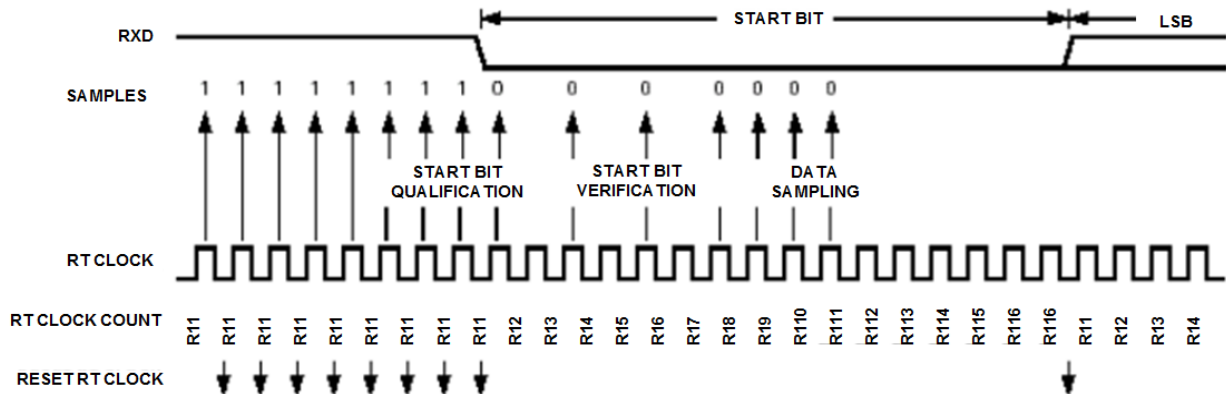 START BIT
LSB
RXD
SAMPLES 1 1 1 1 1 1 1 1 0 0 0 0 0 0 0
START BIT
QUALIFICATION
START BIT
VERIFICATION
DATA
SAMPLING
RT CLOCK
RT CLOCK COUNT R11 R11 R11 R11 R11 R11 R11 R11 R11 R12 R13 R14 R15 R16 R17 R18 R19 R110 R111 R112 R113 R114 R115 R116 R116 R11 R12 R13 R14
RESET RT CLOCK